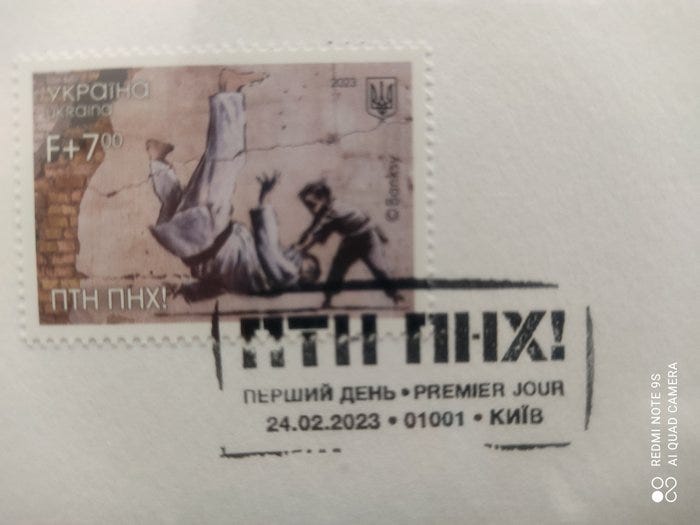 УКРАЇНА
UKRAINA
2023
F+7⁰⁰
© Banksy
ПТН ПНХ!
ПТН ПНХ!
ПЕРШИЙ ДЕНЬ • PREMIER JOUR
24.02.2023 • 01001 • КИЇВ
REDMI NOTE 9S
AI QUAD CAMERA